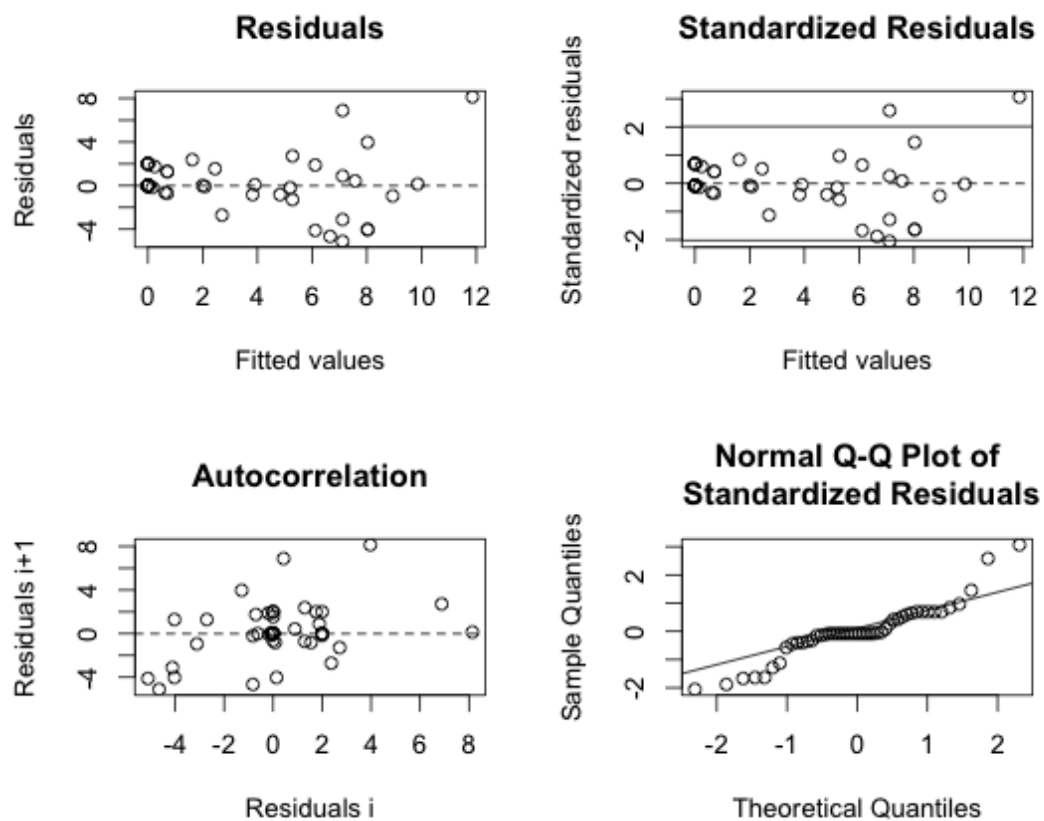 Residuals
Residuals
8
4
0
-4
0 2 4 6 8 10 12
Fitted values
Standardized Residuals
Standardized residuals
2
0
-2
0 2 4 6 8 10 12
Fitted values
Autocorrelation
Residuals i+1
8
4
0
-4
-4 -2 0 2 4 6 8
Residuals i
Normal Q-Q Plot of
Standardized Residuals
Sample Quantiles
2
0
-2
-2 -1 0 1 2
Theoretical Quantiles